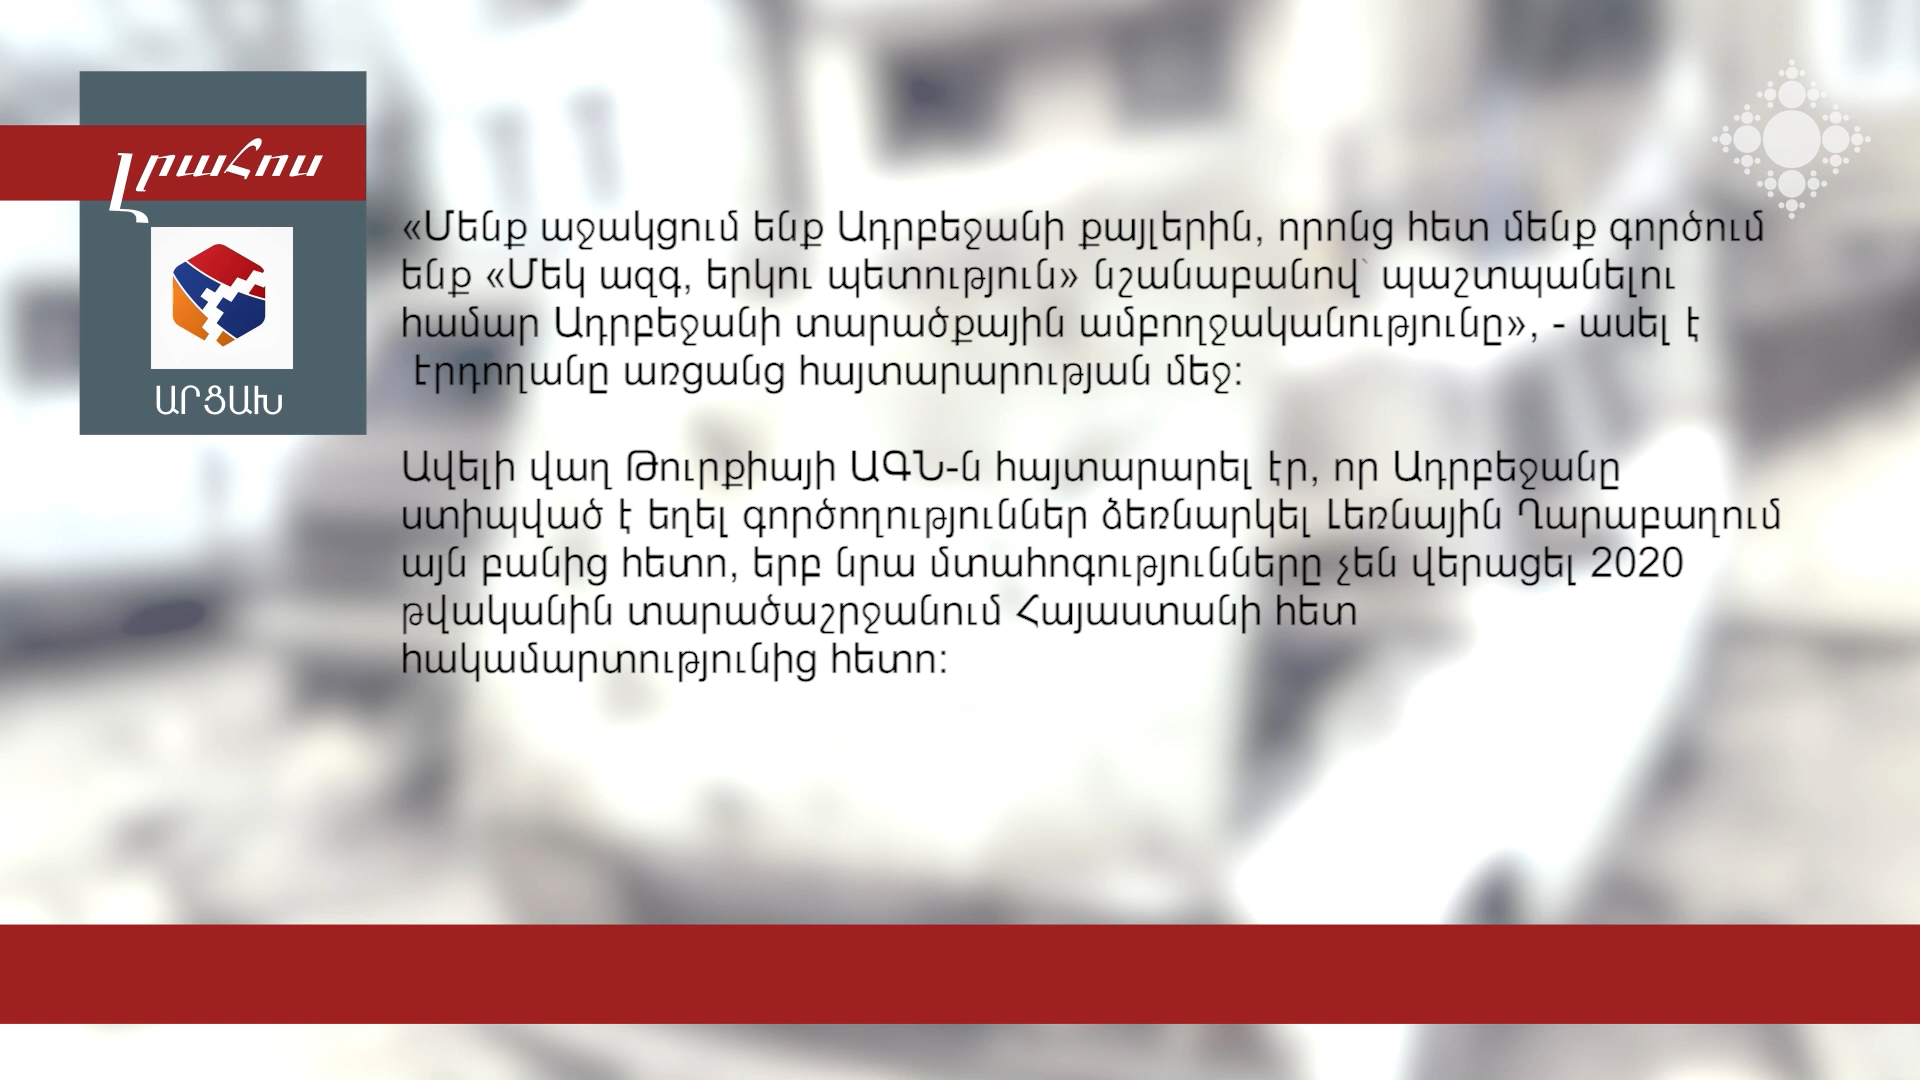 Լրահոս
ԱՐՑԱԽ
«Մենք աջակցում ենք Ադրբեջանի քայլերին, որոնց հետ մենք գործում
ենք «Մեկ ազգ, երկու պետություն» նշանաբանով՝ պաշտպանելու
համար Ադրբեջանի տարածքային ամբողջականությունը», - ասել է
էրդողանը առցանց հայտարարության մեջ:
Ավելի վաղ Թուրքիայի ԱԳՆ-ն հայտարարել էր, որ Ադրբեջանը
ստիպված է եղել գործողություններ ձեռնարկել Լեռնային Ղարաբաղում
այն բանից հետո, երբ նրա մտահոգությունները չեն վերացել 2020
թվականին տարածաշրջանում Հայաստանի հետ
հակամարտությունից հետո: